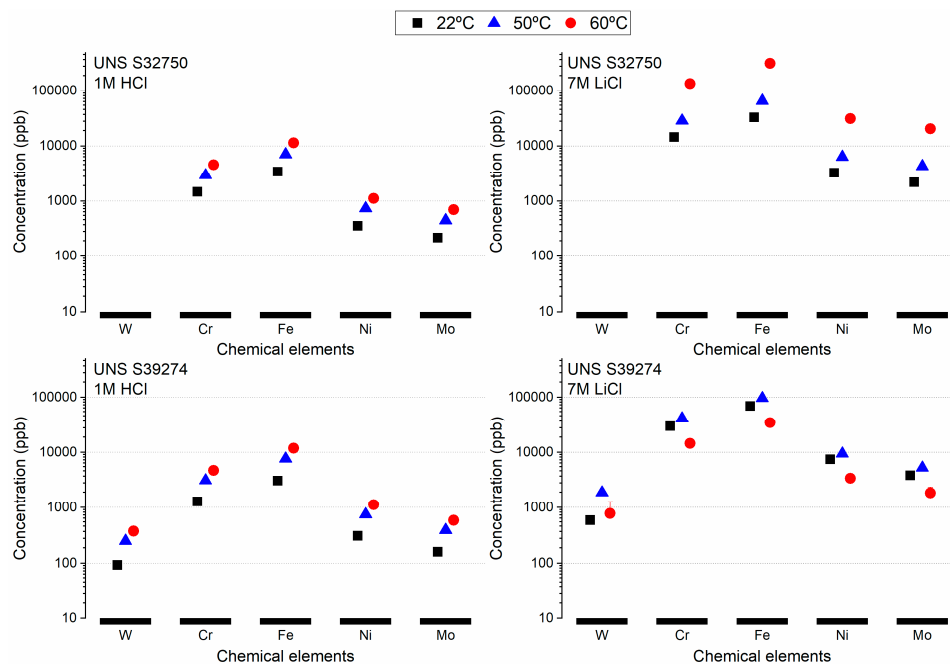 22ºC 50ºC 60ºC
UNS S32750
1M HCl
Concentration (ppb)
100000
10000
1000
100
10
W Cr Fe Ni Mo
Chemical elements
UNS S32750
7M LiCl
Concentration (ppb)
100000
10000
1000
100
10
W Cr Fe Ni Mo
Chemical elements
UNS S39274
1M HCl
Concentration (ppb)
100000
10000
1000
100
10
W Cr Fe Ni Mo
Chemical elements
UNS S39274
7M LiCl
Concentration (ppb)
100000
10000
1000
100
10
W Cr Fe Ni Mo
Chemical elements